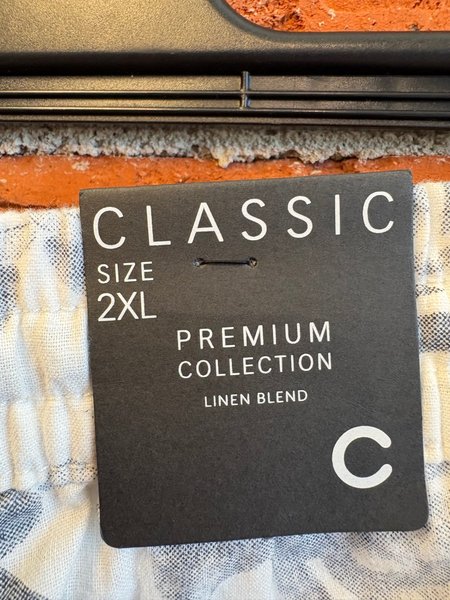 CLASSIC
SIZE
2XL
PREMIUM
COLLECTION
LINEN BLEND
C